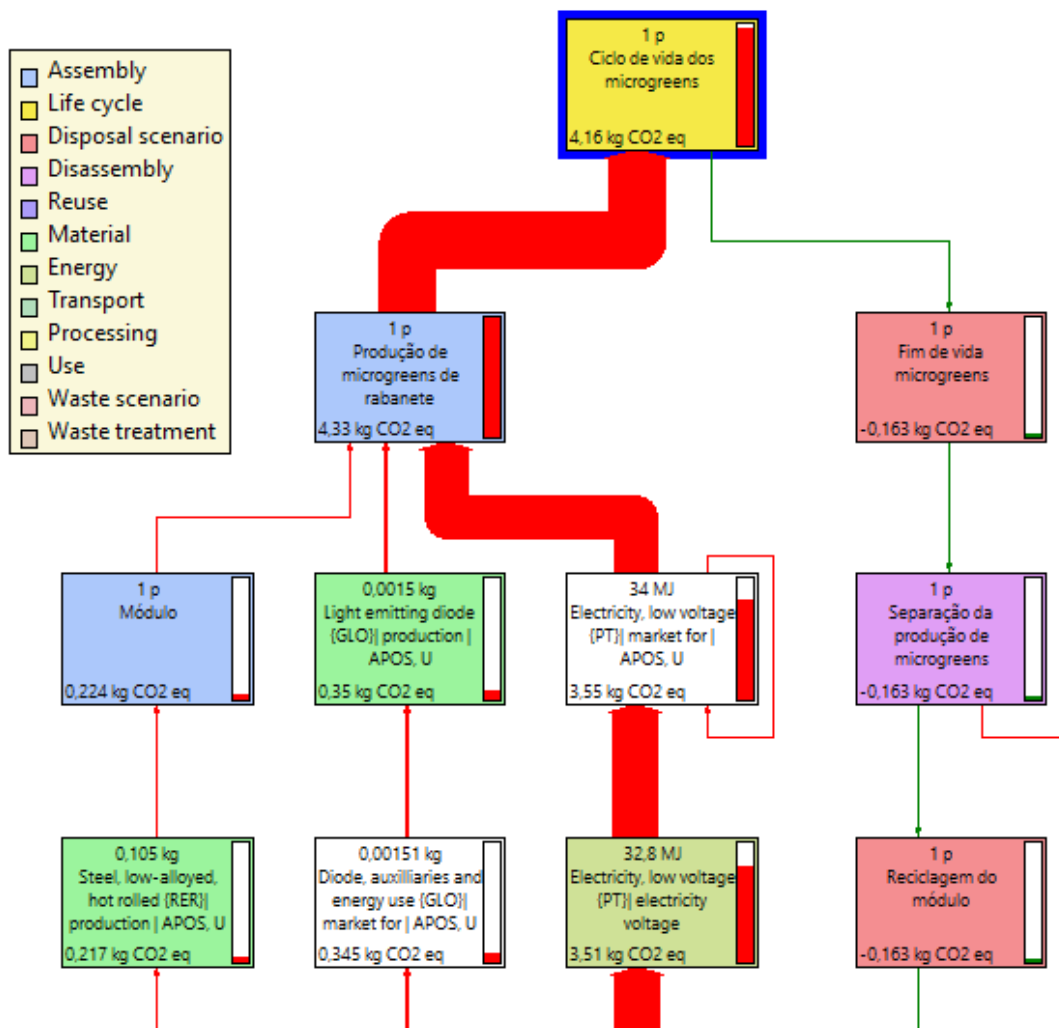 Assembly
Life cycle
Disposal scenario
Disassembly
Reuse
Material
Energy
Transport
Processing
Use
Waste scenario
Waste treatment
1 p
Ciclo de vida dos
microgreens
4,16 kg CO2 eq
1 p
Produção de
microgreens de
rabanete
4,33 kg CO2 eq
1 p
Fim de vida
microgreens
-0,163 kg CO2 eq
1 p
Módulo
0,224 kg CO2 eq
0,0015 kg
Light emitting diode
{GLO}| production |
APOS, U
0,35 kg CO2 eq
34 MJ
Electricity, low voltage
{PT}| market for |
APOS, U
3,55 kg CO2 eq
1 p
Separação da
produção de
microgreens
-0,163 kg CO2 eq
0,105 kg
Steel, low-alloyed,
hot rolled {RER}|
production | APOS, U
0,217 kg CO2 eq
0,00151 kg
Diode, auxilliaries and
energy use {GLO}|
market for | APOS, U
0,345 kg CO2 eq
32,8 MJ
Electricity, low voltage
{PT}| electricity
voltage
3,51 kg CO2 eq
1 p
Reciclagem do
módulo
-0,163 kg CO2 eq